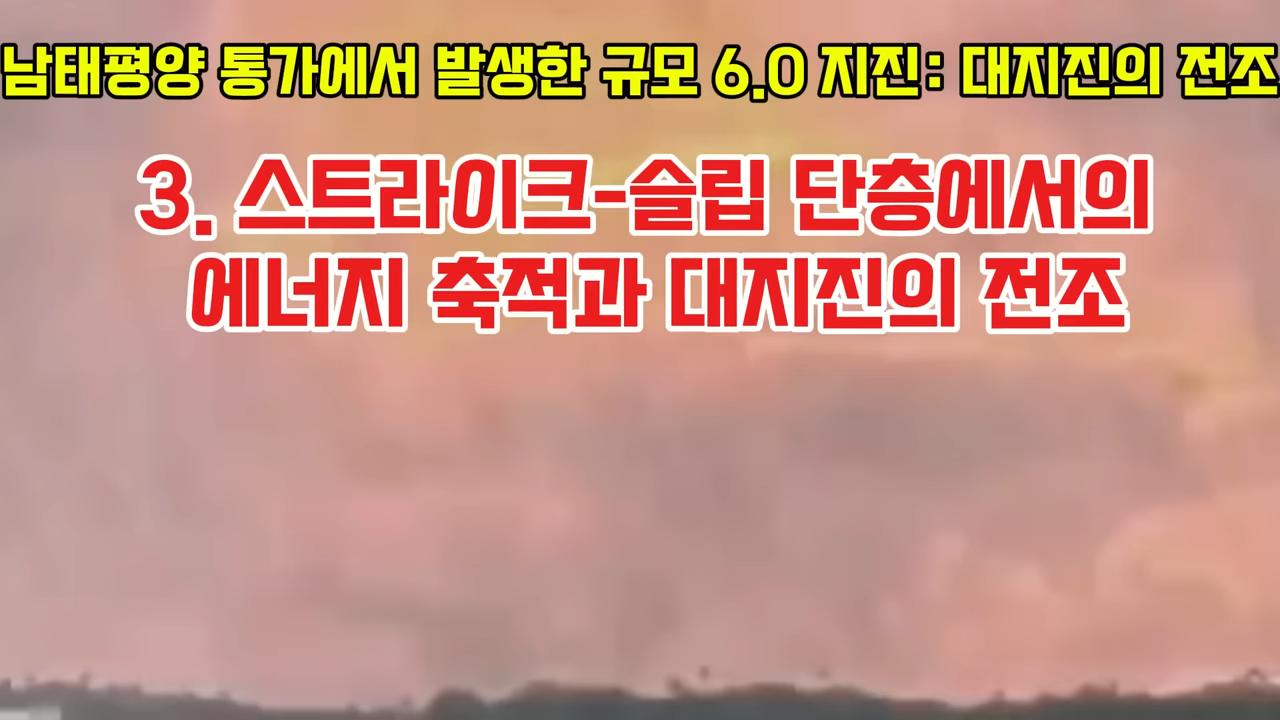 남태평양 통가에서 발생한 규모 6.0 지진: 대지진의 전조
3. 스트라이크-슬립 단층에서의
에너지 축적과 대지진의 전조